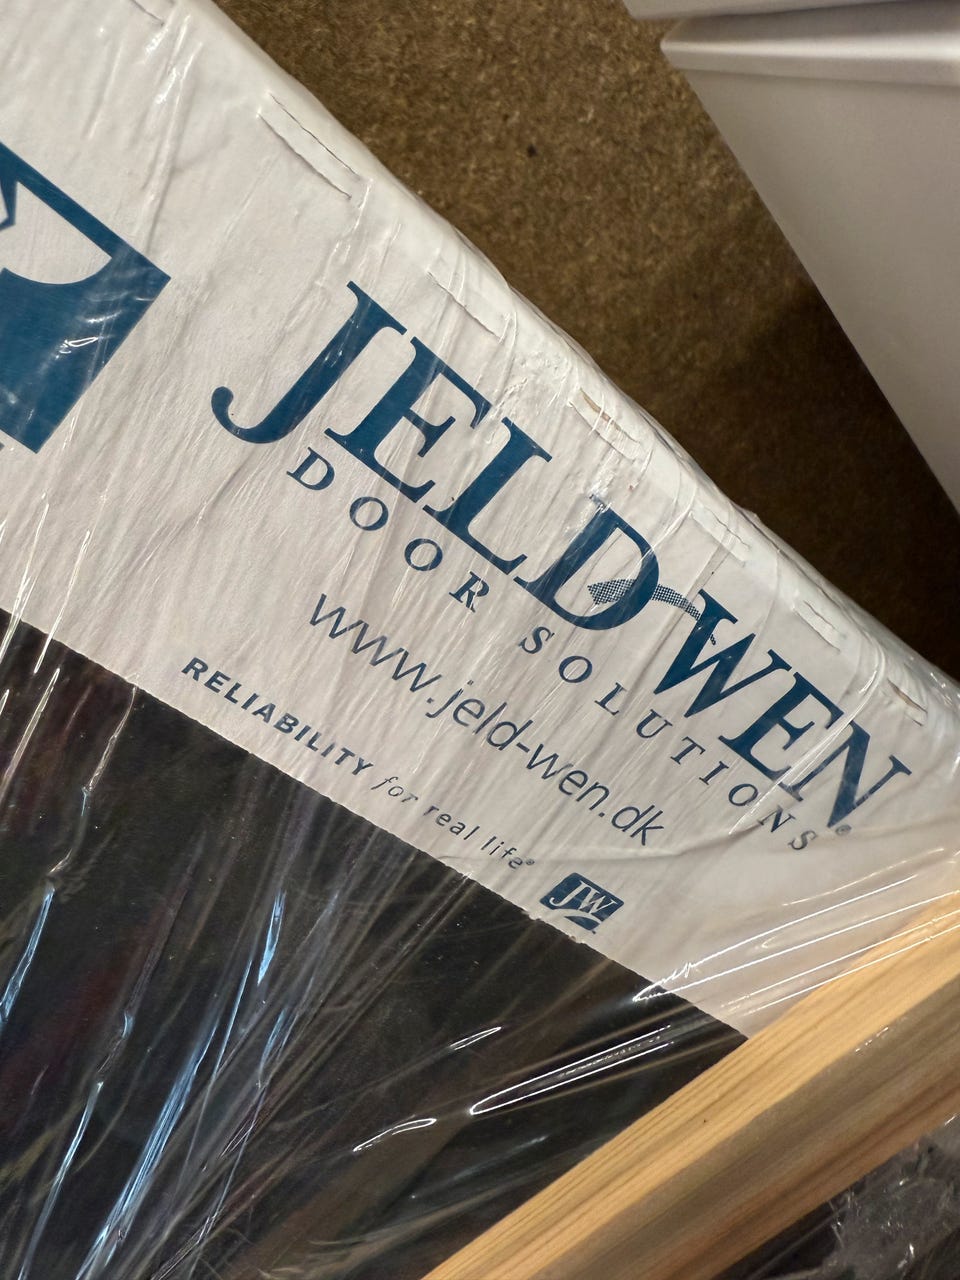 JELD-WEN®
DOOR SOLUTIONS
www.jeld-wen.dk
RELIABILITY for real life®
JW